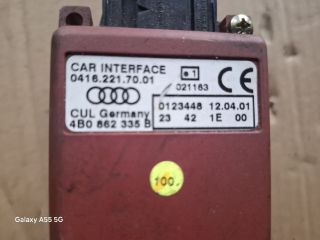 CAR INTERFACE
0416.221.70.01
1
021163
CE
0123448 12.04.01
CUL Germany
23 42 1E 00
4B0 862 335 B
100
Galaxy A55 5G